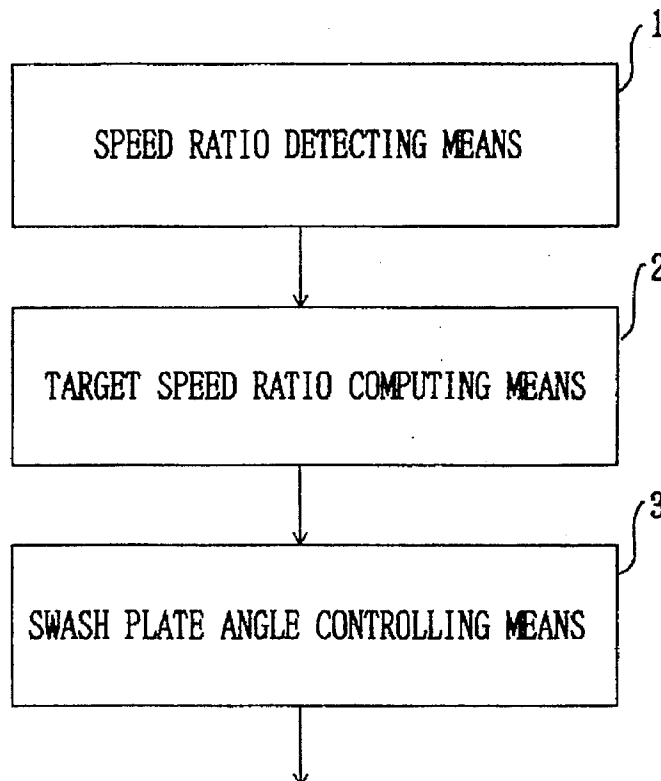 1
SPEED RATIO DETECTING MEANS
2
TARGET SPEED RATIO COMPUTING MEANS
3
SWASH PLATE ANGLE CONTROLLING MEANS